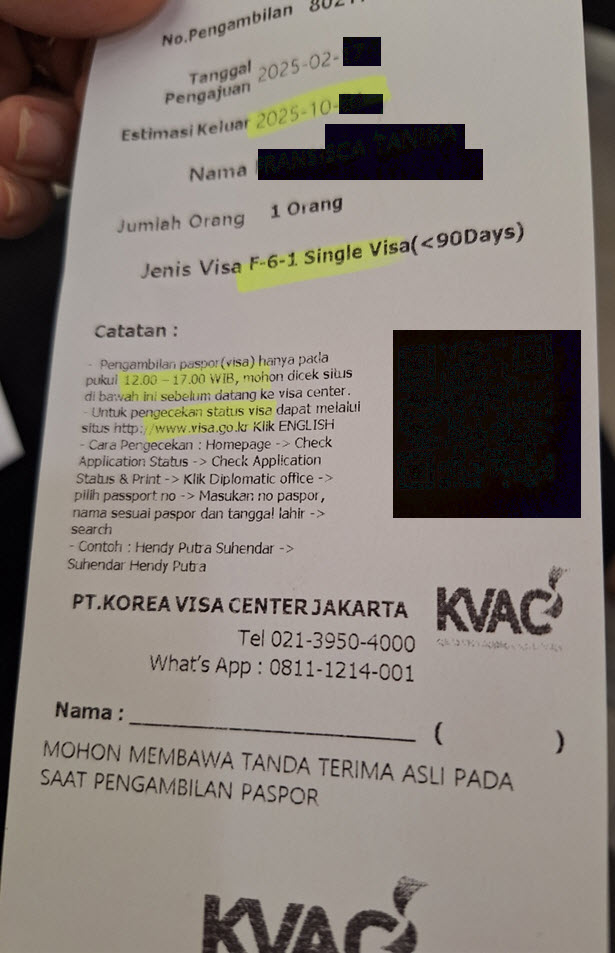 No.Pengambilan
Tanggal Pengajuan 2025-02-
Estimasi Keluar 2025-10-
Nama
Jumlah Orang 1 Orang
Jenis Visa F-6-1 Single Visa(<90Days)
Catatan :
- Pengambilan paspor(visa) hanya pada
pukul 12.00 – 17.00 WIB, mohon dicek situs
di bawah ini sebelum datang ke visa center.
- Untuk pengecekan status visa dapat melalui
situs http://www.visa.go.kr Klik ENGLISH
- Cara Pengecekan : Homepage -> Check
Application Status -> Check Application
Status & Print -> Klik Diplomatic office ->
pilih passport no -> Masukan no paspor,
nama sesuai paspor dan tanggal lahir ->
search
- Contoh : Hendy Putra Suhendar ->
Suhendar Hendy Putra
PT.KOREA VISA CENTER JAKARTA
KVAC
Tel 021-3950-4000
What's App : 0811-1214-001
Nama : ____________________ ( )
MOHON MEMBAWA TANDA TERIMA ASLI PADA
SAAT PENGAMBILAN PASPOR
KVAC